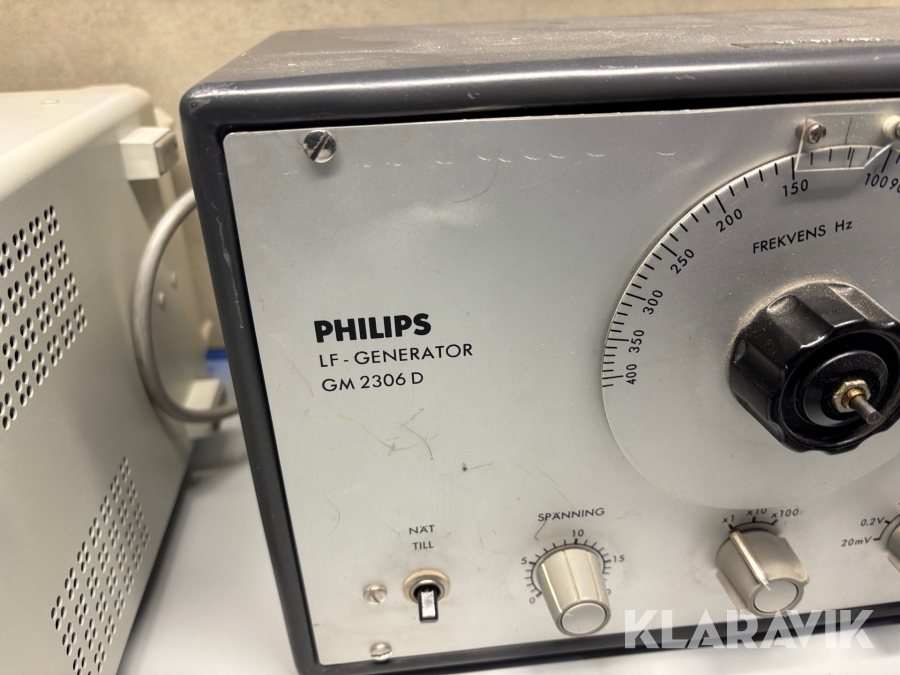 150
100
90
200
250
300
350
400
FREKVENS Hz
PHILIPS
LF - GENERATOR
GM 2306 D
NÄT
TILL
SPÄNNING
0
5
10
15
x1 x10 x100
0.2V
20mV
KLARAVIK